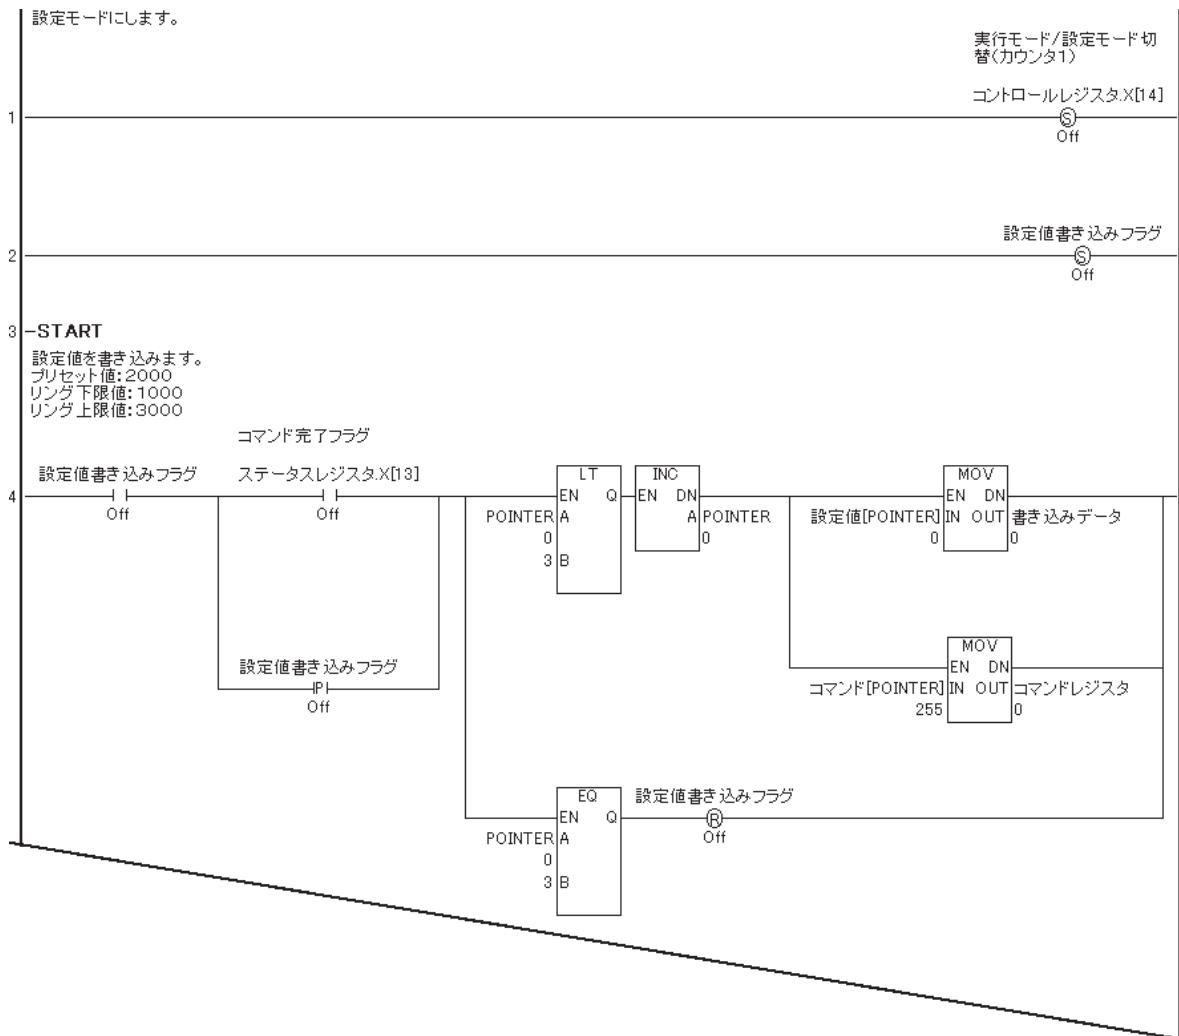 設定モードにします。
実行モード/設定モード切
替(カウンタ1)
コントロールレジスタ.X[14]
1
S
Off
設定値書き込みフラグ
2
S
Off
3 -START
設定値を書き込みます。
プリセット値:2000
リング下限値:1000
リング上限値:3000
コマンド完了フラグ
設定値書き込みフラグ ステータスレジスタ.X[13]
4
Off Off
LT
EN Q
POINTER A
0
3 B
INC
EN DN
A POINTER
0
MOV
EN DN
設定値[POINTER] IN OUT 書き込みデータ
0 0
設定値書き込みフラグ
P
Off
MOV
EN DN
コマンド[POINTER] IN OUT コマンドレジスタ
255 0
EQ
EN Q
POINTER A
0
3 B
設定値書き込みフラグ
R
Off